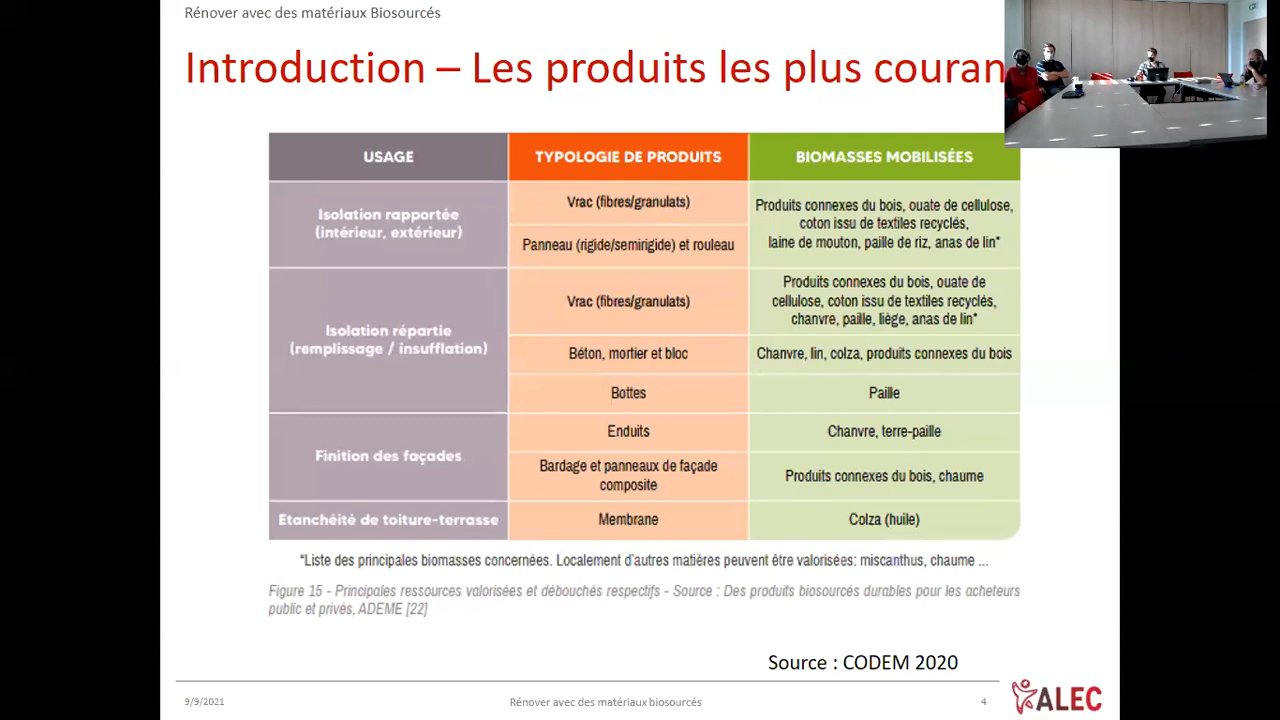 Rénover avec des matériaux Biosourcés
Introduction – Les produits les plus couran
USAGE
TYPOLOGIE DE PRODUITS
BIOMASSES MOBILISÉES
Isolation rapportée
(intérieur, extérieur)
Vrac (fibres/granulats)
Panneau (rigide/semirigide) et rouleau
Produits connexes du bois, ouate de cellulose,
coton issu de textiles recyclés,
laine de mouton, paille de riz, anas de lin*
Isolation répartie
(remplissage / insufflation)
Vrac (fibres/granulats)
Produits connexes du bois, ouate de
cellulose, coton issu de textiles recyclés,
chanvre, paille, liège, anas de lin*
Béton, mortier et bloc
Chanvre, lin, colza, produits connexes du bois
Bottes
Paille
Finition des façades
Enduits
Chanvre, terre-paille
Bardage et panneaux de façade
composite
Produits connexes du bois, chaume
Etanchéité de toiture-terrasse
Membrane
Colza (huile)
*Liste des principales biomasses concernées. Localement d'autres matières peuvent être valorisées: miscanthus, chaume ...
Figure 15 - Principales ressources valorisées et débouchés respectifs - Source : Des produits biosourcés durables pour les acheteurs
public et privés, ADEME [22]
Source : CODEM 2020
9/9/2021
Rénover avec des matériaux biosourcés
4
ALEC